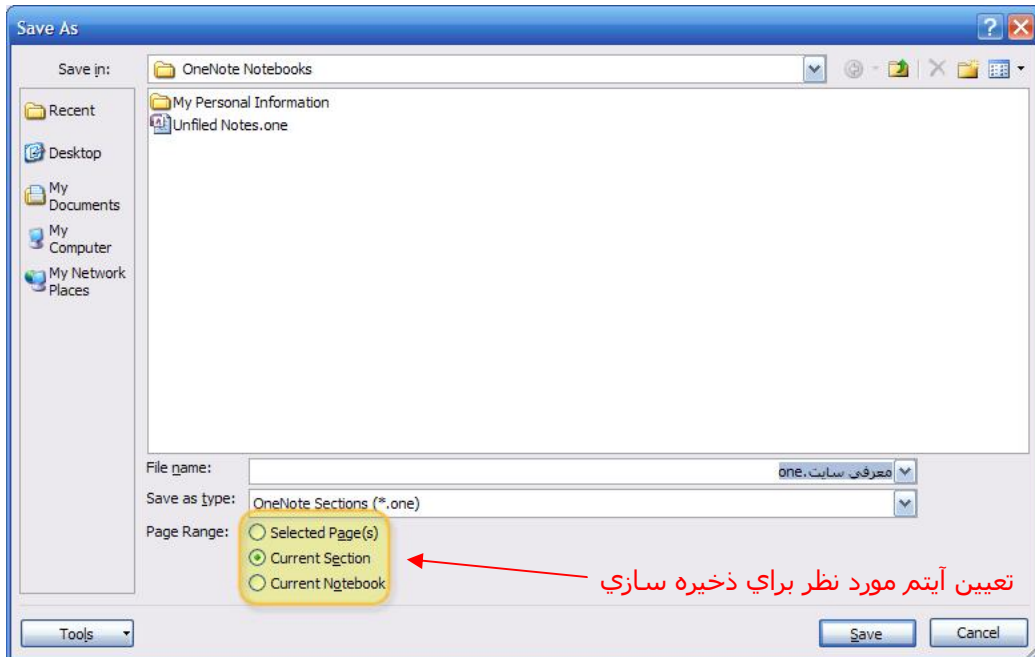 Save As
Save in:
OneNote Notebooks
Recent
Desktop
My
Documents
My
Computer
My Network
Places
My Personal Information
Unfiled Notes.one
File name:
معرفی سایت.one
Save as type:
OneNote Sections (*.one)
Page Range:
Selected Page(s)
Current Section
Current Notebook
تعيين آيتم مورد نظر براي ذخيره سازي
Tools
Save
Cancel